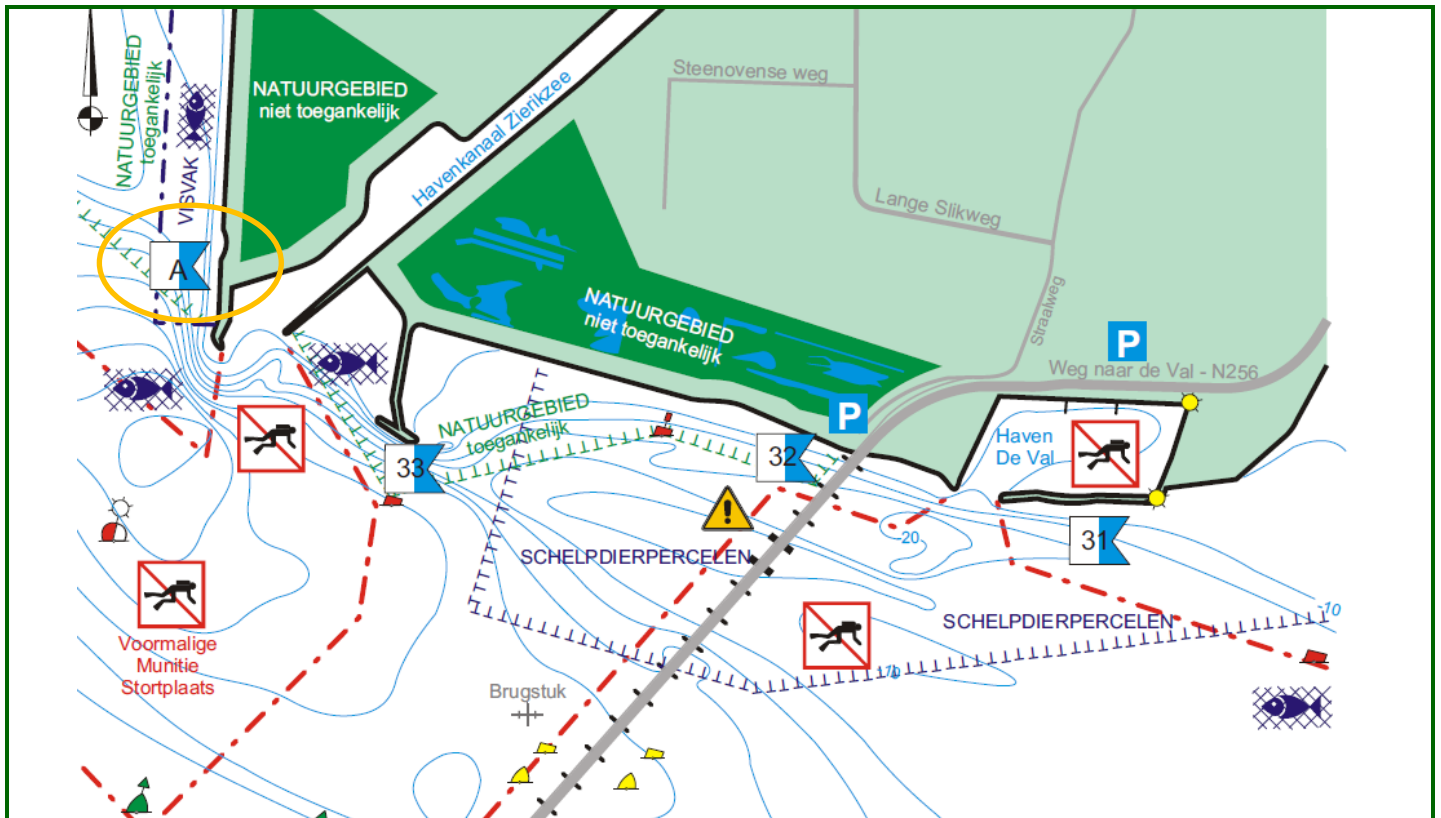 NATUURGEBIED
toegankelijk
VISVAK
NATUURGEBIED
niet toegankelijk
Havenkanaal Zierikzee
Steenovense weg
Lange Slikweg
Straalweg
A
NATUURGEBIED
niet toegankelijk
P
Weg naar de Val - N256
P
NATUURGEBIED
toegankelijk
33
32
Haven
De Val
31
-20
!
SCHELPDIERPERCELEN
SCHELPDIERPERCELEN
-10
-10
Voormalige
Munitie
Stortplaats
Brugstuk